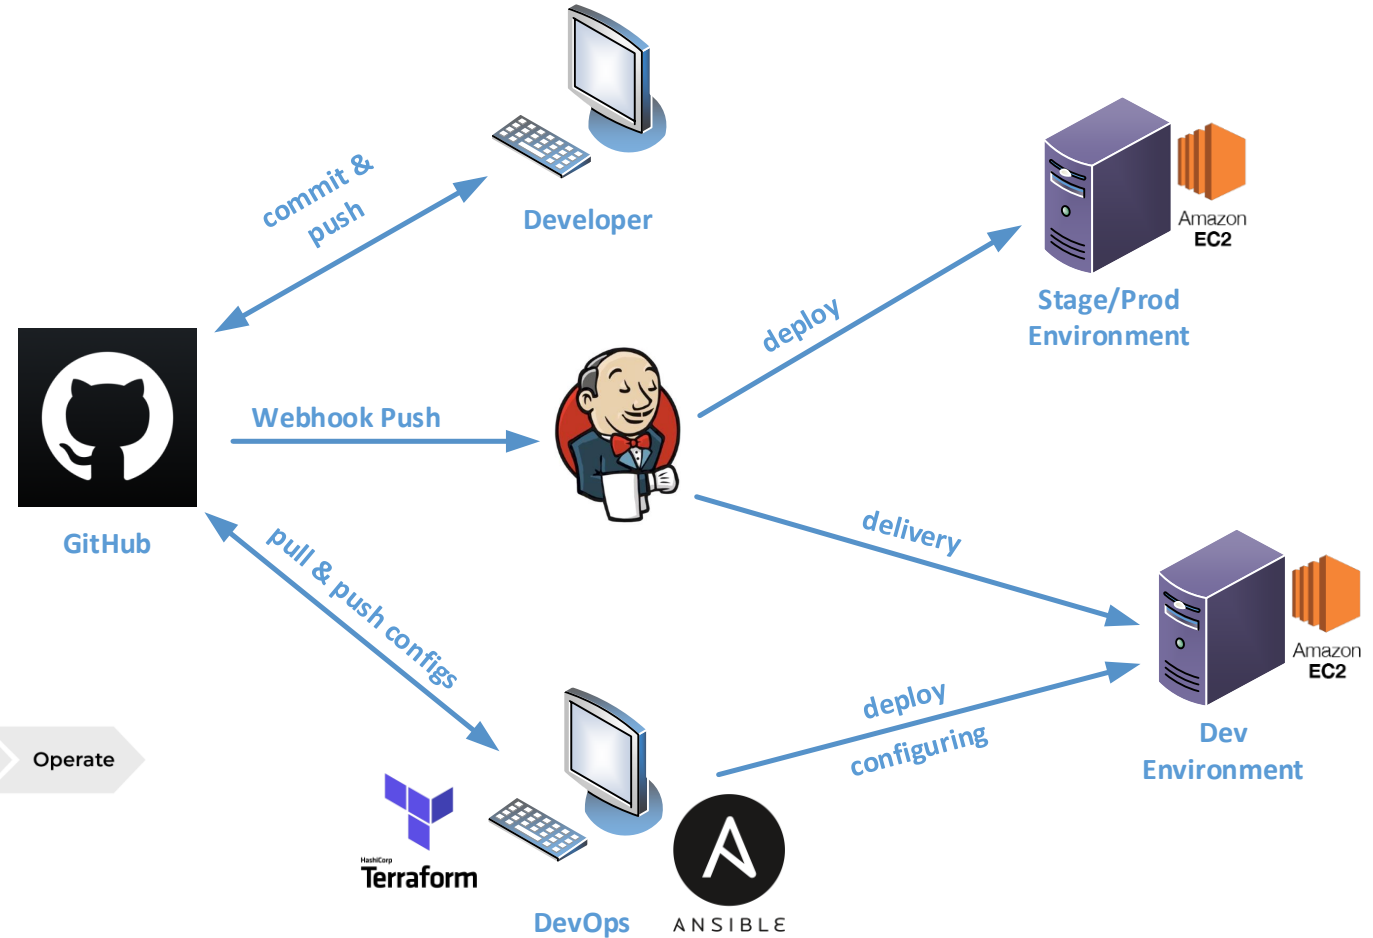 commit &
push
Developer
Amazon
EC2
Stage/Prod
Environment
deploy
Webhook Push
GitHub
delivery
pull & push configs
Amazon
EC2
Dev
Environment
deploy
configuring
Operate
HashiCorp
Terraform
DevOps
ANSIBLE